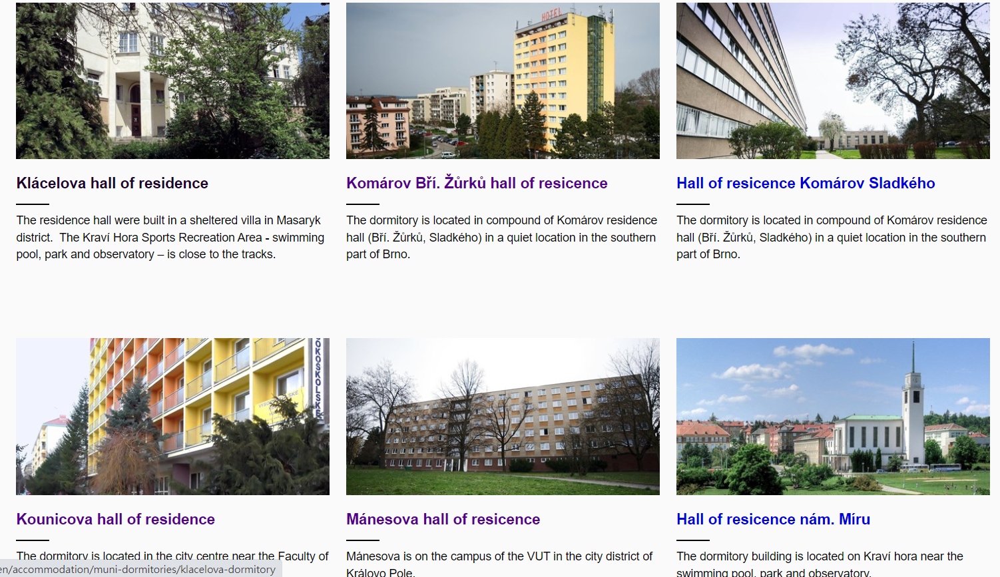 HOTEL
Klácelova hall of residence
The residence hall were built in a sheltered villa in Masaryk
district.  The Kraví Hora Sports Recreation Area - swimming
pool, park and observatory – is close to the tracks.
Komárov Bří. Žůrků hall of resicence
The dormitory is located in compound of Komárov residence
hall (Bří. Žůrků, Sladkého) in a quiet location in the southern
part of Brno.
Hall of resicence Komárov Sladkého
The dormitory is located in compound of Komárov residence
hall (Bří. Žůrků, Sladkého) in a quiet location in the southern
part of Brno.
OKOŠKOLSKÉ
Kounicova hall of residence
The dormitory is located in the city centre near the Faculty of
Mánesova hall of resicence
Mánesova is on the campus of the VUT in the city district of
Královo Pole.
Hall of resicence nám. Míru
The dormitory building is located on Kraví hora near the
swimming pool, park and observatory.
en/accommodation/muni-dormitories/klacelova-dormitory